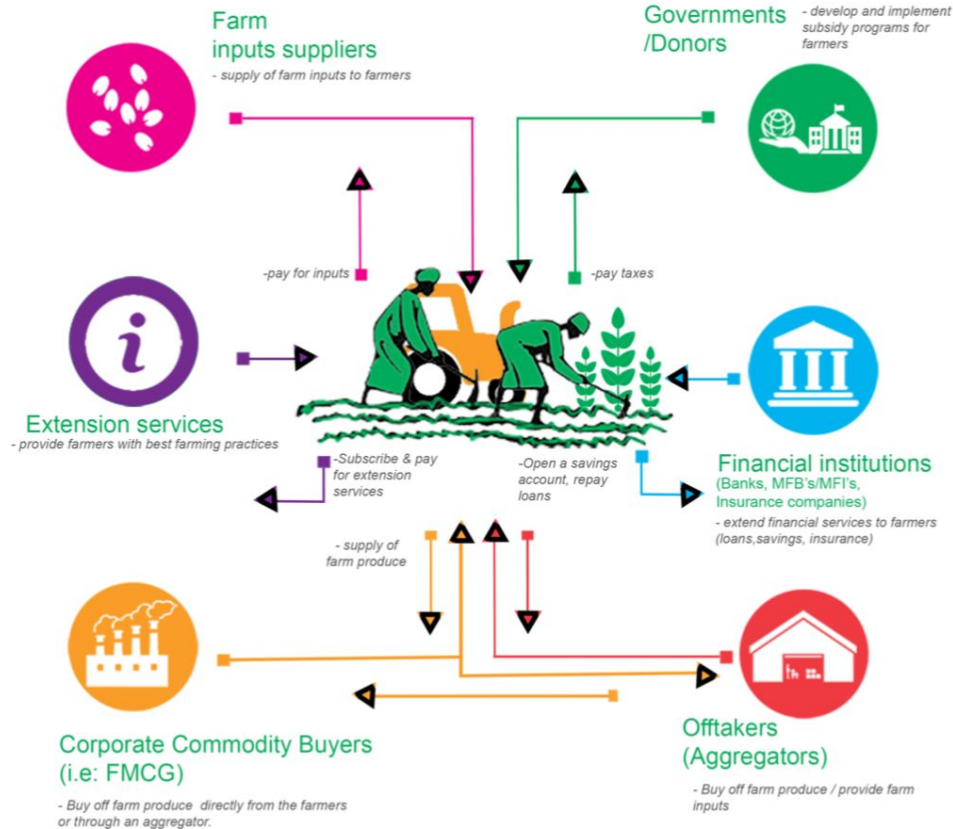 Farm
inputs suppliers
- supply of farm inputs to farmers
Governments
/Donors
- develop and implement
subsidy programs for
farmers
-pay for inputs
-pay taxes
i
Extension services
- provide farmers with best farming practices
-Subscribe & pay
for extension
services
-Open a savings
account, repay
loans
Financial institutions
(Banks, MFB's/MFI's,
Insurance companies)
- extend financial services to farmers
(loans,savings, insurance)
- supply of
farm produce
Corporate Commodity Buyers
(i.e: FMCG)
- Buy off farm produce directly from the farmers
or through an aggregator.
Offtakers
(Aggregators)
- Buy off farm produce / provide farm
inputs